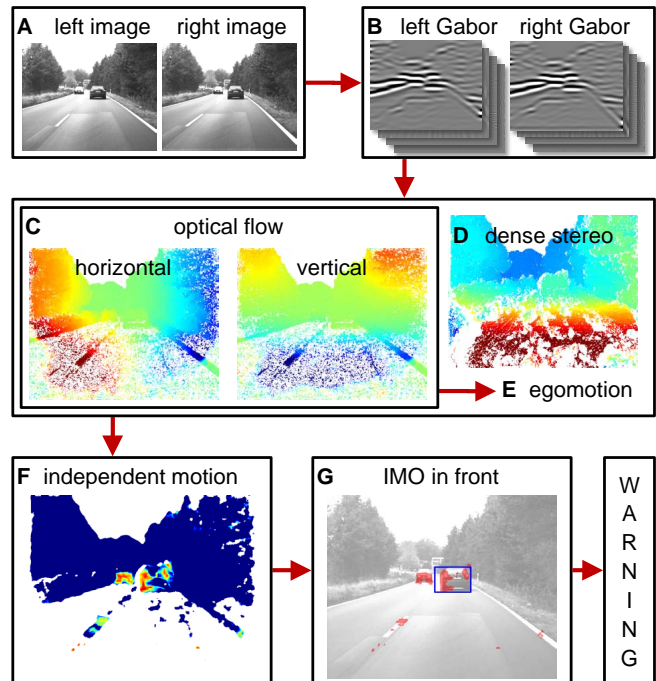 A left image right image
B left Gabor right Gabor
C optical flow
horizontal vertical
D dense stereo
E egomotion
F independent motion
G IMO in front
W
A
R
N
I
N
G